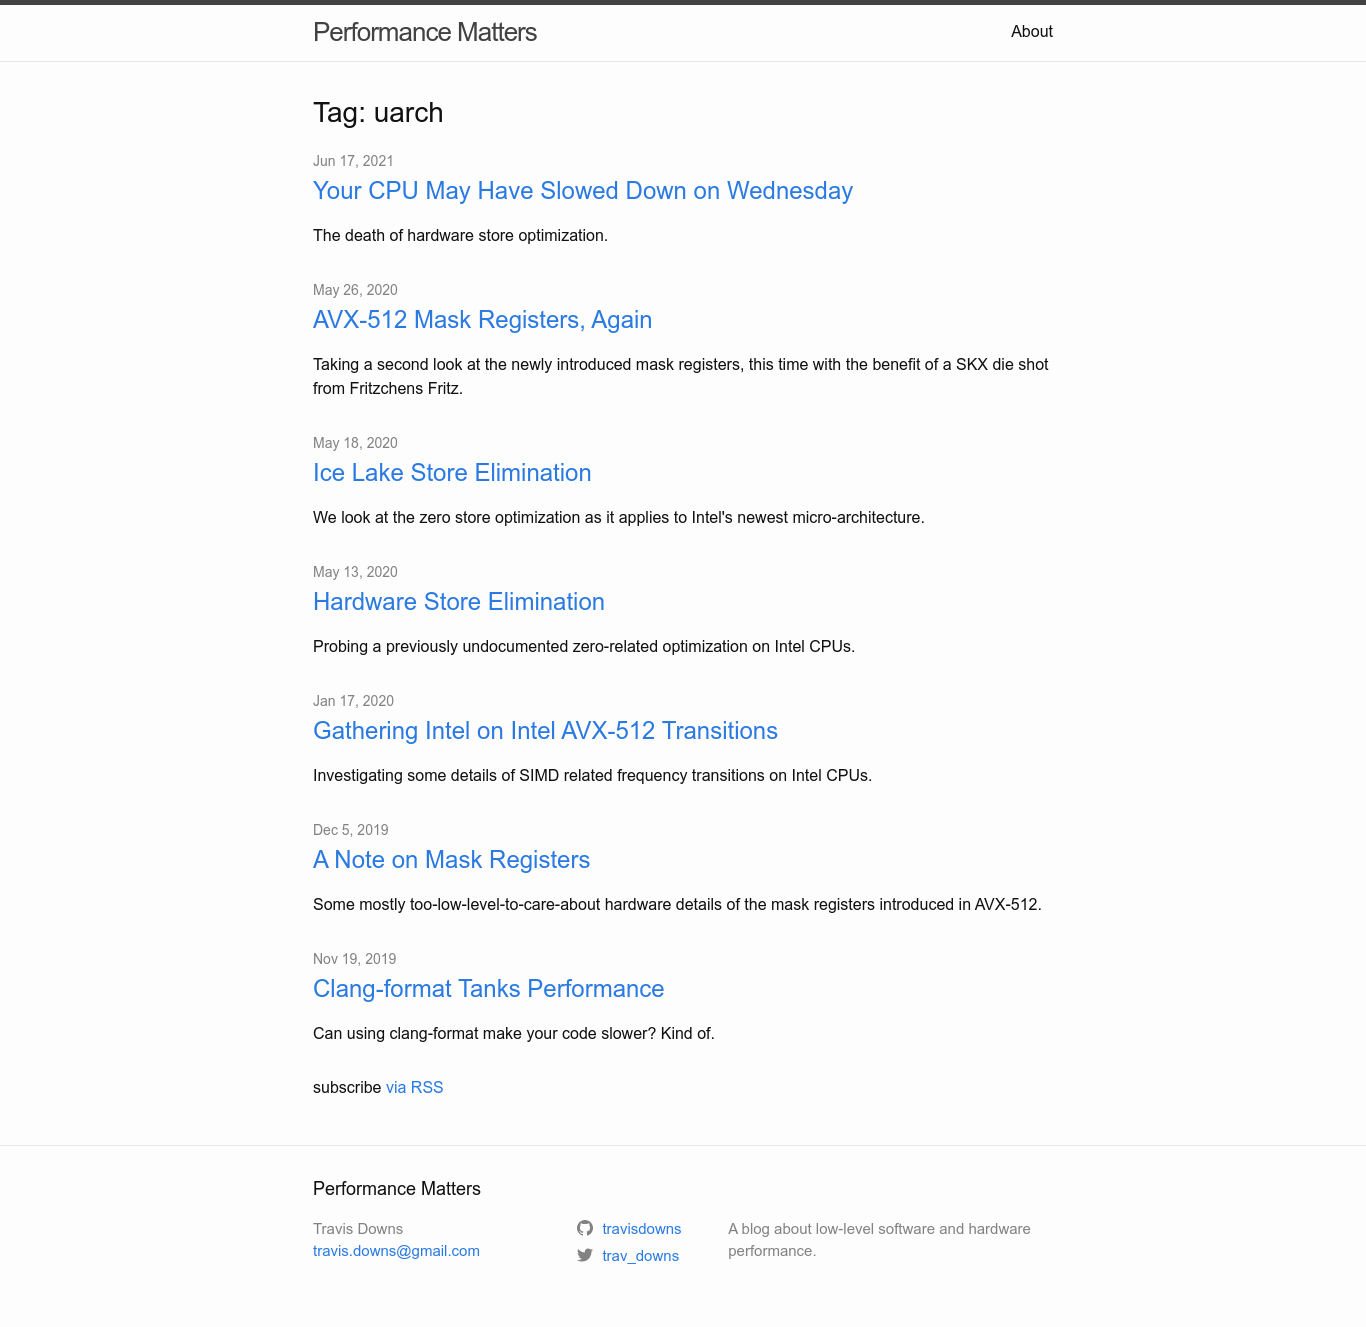 Performance Matters
About
Tag: uarch
Jun 17, 2021
Your CPU May Have Slowed Down on Wednesday
The death of hardware store optimization.
May 26, 2020
AVX-512 Mask Registers, Again
Taking a second look at the newly introduced mask registers, this time with the benefit of a SKX die shot
from Fritzchens Fritz.
May 18, 2020
Ice Lake Store Elimination
We look at the zero store optimization as it applies to Intel's newest micro-architecture.
May 13, 2020
Hardware Store Elimination
Probing a previously undocumented zero-related optimization on Intel CPUs.
Jan 17, 2020
Gathering Intel on Intel AVX-512 Transitions
Investigating some details of SIMD related frequency transitions on Intel CPUs.
Dec 5, 2019
A Note on Mask Registers
Some mostly too-low-level-to-care-about hardware details of the mask registers introduced in AVX-512.
Nov 19, 2019
Clang-format Tanks Performance
Can using clang-format make your code slower? Kind of.
subscribe via RSS
Performance Matters
Travis Downs
travis.downs@gmail.com
travisdowns
trav_downs
A blog about low-level software and hardware
performance.